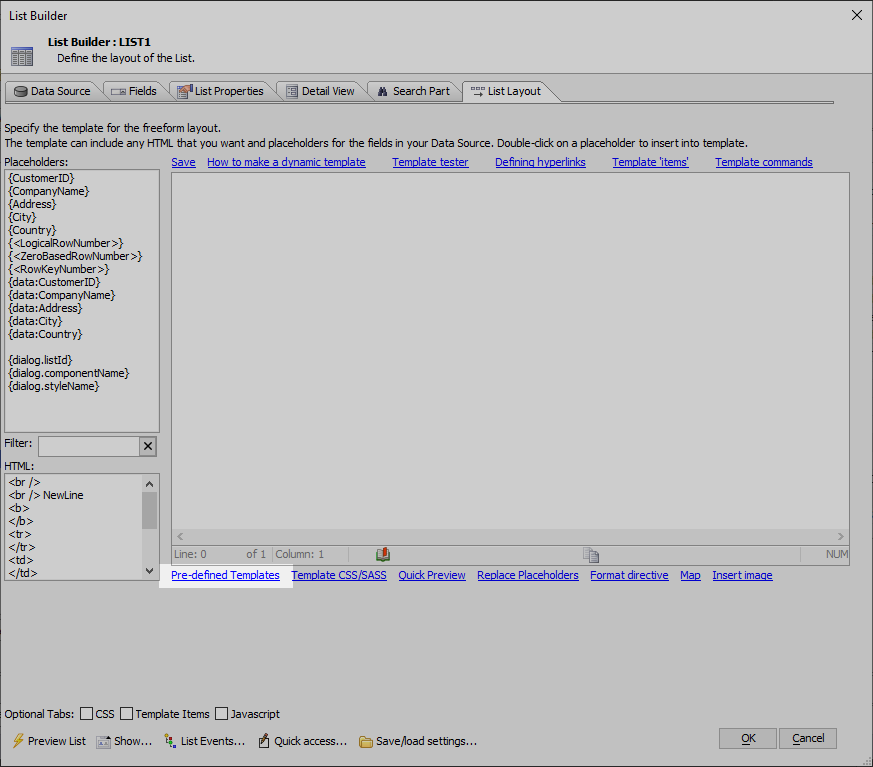 List Builder
List Builder : LIST1
Define the layout of the List.
Data Source Fields List Properties Detail View Search Part List Layout
Specify the template for the freeform layout.
The template can include any HTML that you want and placeholders for the fields in your Data Source. Double-click on a placeholder to insert into template.
Placeholders:
Save How to make a dynamic template Template tester Defining hyperlinks Template 'items' Template commands
{CustomerID}
{CompanyName}
{Address}
{City}
{Country}
{<LogicalRowNumber>}
{<ZeroBasedRowNumber>}
{<RowKeyNumber>}
{data:CustomerID}
{data:CompanyName}
{data:Address}
{data:City}
{data:Country}
{dialog.listId}
{dialog.componentName}
{dialog.styleName}
Filter:
HTML:
<br />
<br /> NewLine
<b>
</b>
<tr>
</tr>
<td>
</td>
Line: 0 of 1 Column: 1 NUM
Pre-defined Templates Template CSS/SASS Quick Preview Replace Placeholders Format directive Map Insert image
Optional Tabs: CSS Template Items Javascript
Preview List Show... List Events... Quick access... Save/load settings... OK Cancel